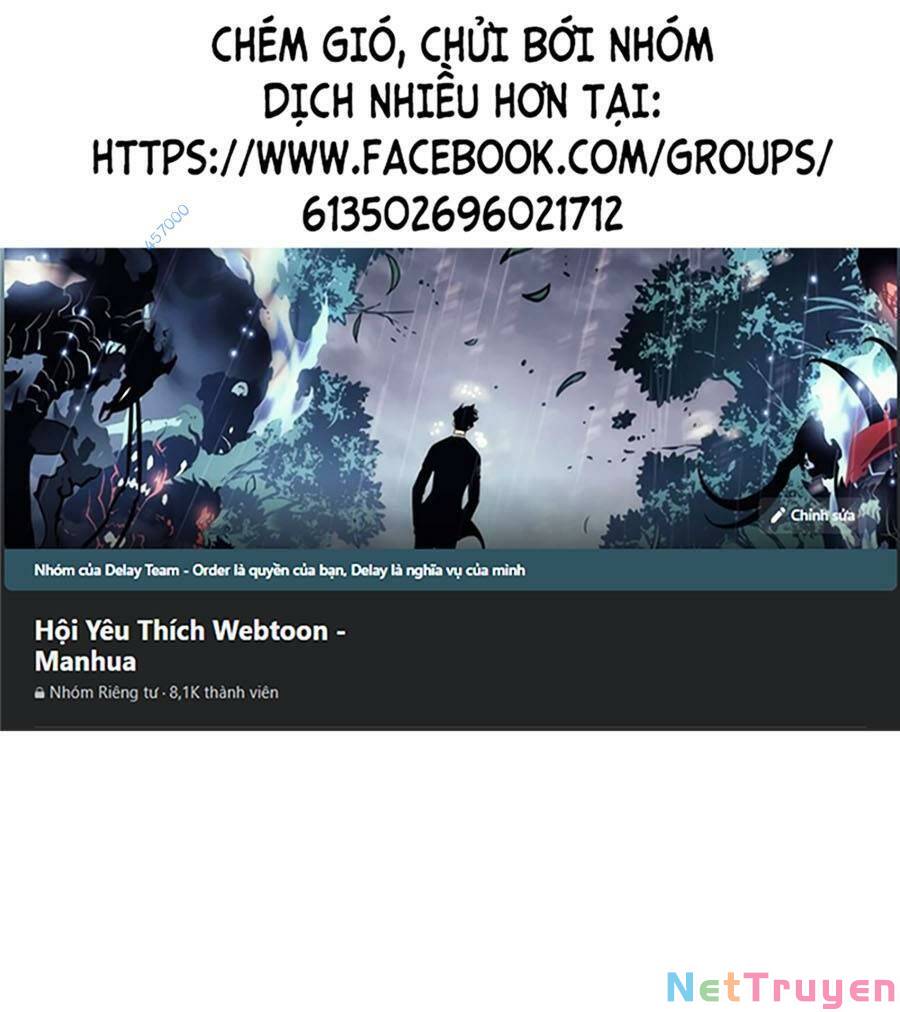 CHÉM GIÓ, CHỬI BỚI NHÓM
DỊCH NHIỀU HƠN TẠI:
HTTPS://WWW.FACEBOOK.COM/GROUPS/
613502696021712
457000
Chỉnh sửa
Nhóm của Delay Team - Order là quyền của bạn, Delay là nghĩa vụ của mình
Hội Yêu Thích Webtoon -
Manhua
Nhóm Riêng tư · 8,1K thành viên
NetTruyen